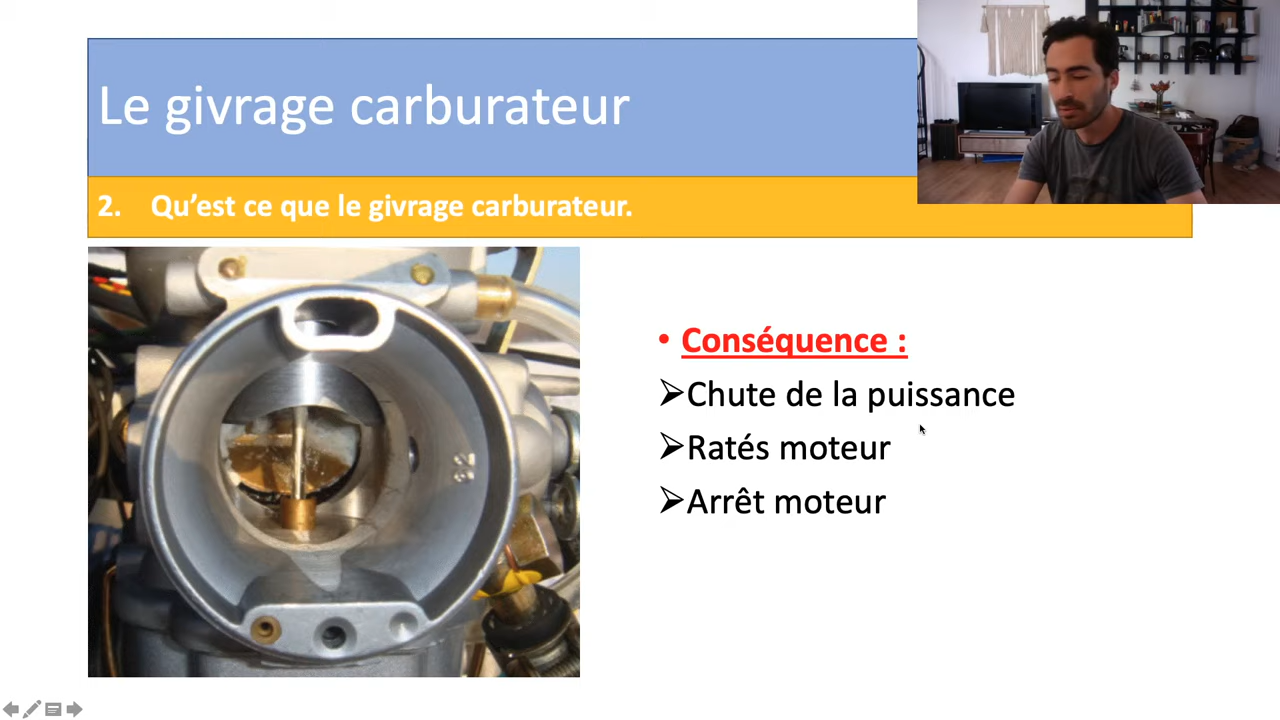 Le givrage carburateur
2. Qu’est ce que le givrage carburateur.
• Conséquence :
➢Chute de la puissance
➢Ratés moteur
➢Arrêt moteur
92